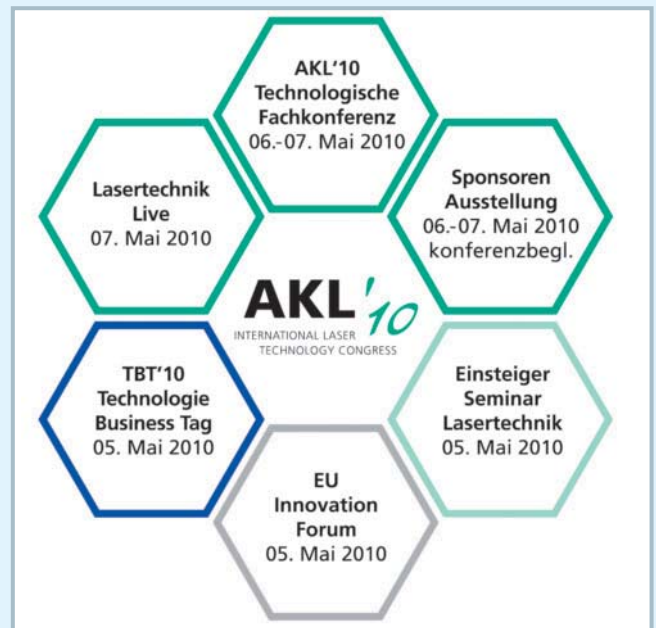 AKL'10
Technologische
Fachkonferenz
06.-07. Mai 2010
Lasertechnik
Live
07. Mai 2010
Sponsoren
Ausstellung
06.-07. Mai 2010
konferenzbegl.
AKL'10
INTERNATIONAL LASER
TECHNOLOGY CONGRESS
TBT'10
Technologie
Business Tag
05. Mai 2010
Einsteiger
Seminar
Lasertechnik
05. Mai 2010
EU
Innovation
Forum
05. Mai 2010